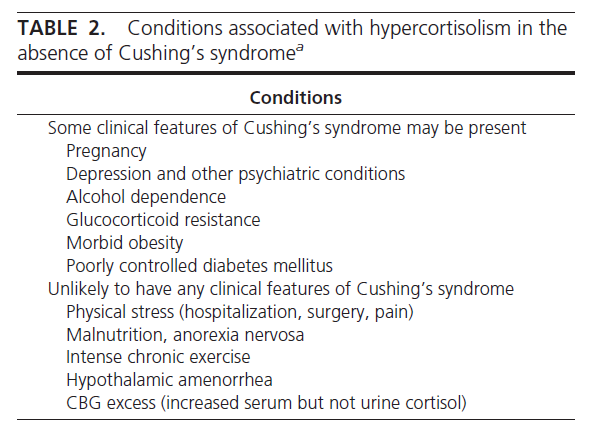 TABLE 2. Conditions associated with hypercortisolism in the
absence of Cushing’s syndromea
Conditions
Some clinical features of Cushing’s syndrome may be present
Pregnancy
Depression and other psychiatric conditions
Alcohol dependence
Glucocorticoid resistance
Morbid obesity
Poorly controlled diabetes mellitus
Unlikely to have any clinical features of Cushing’s syndrome
Physical stress (hospitalization, surgery, pain)
Malnutrition, anorexia nervosa
Intense chronic exercise
Hypothalamic amenorrhea
CBG excess (increased serum but not urine cortisol)